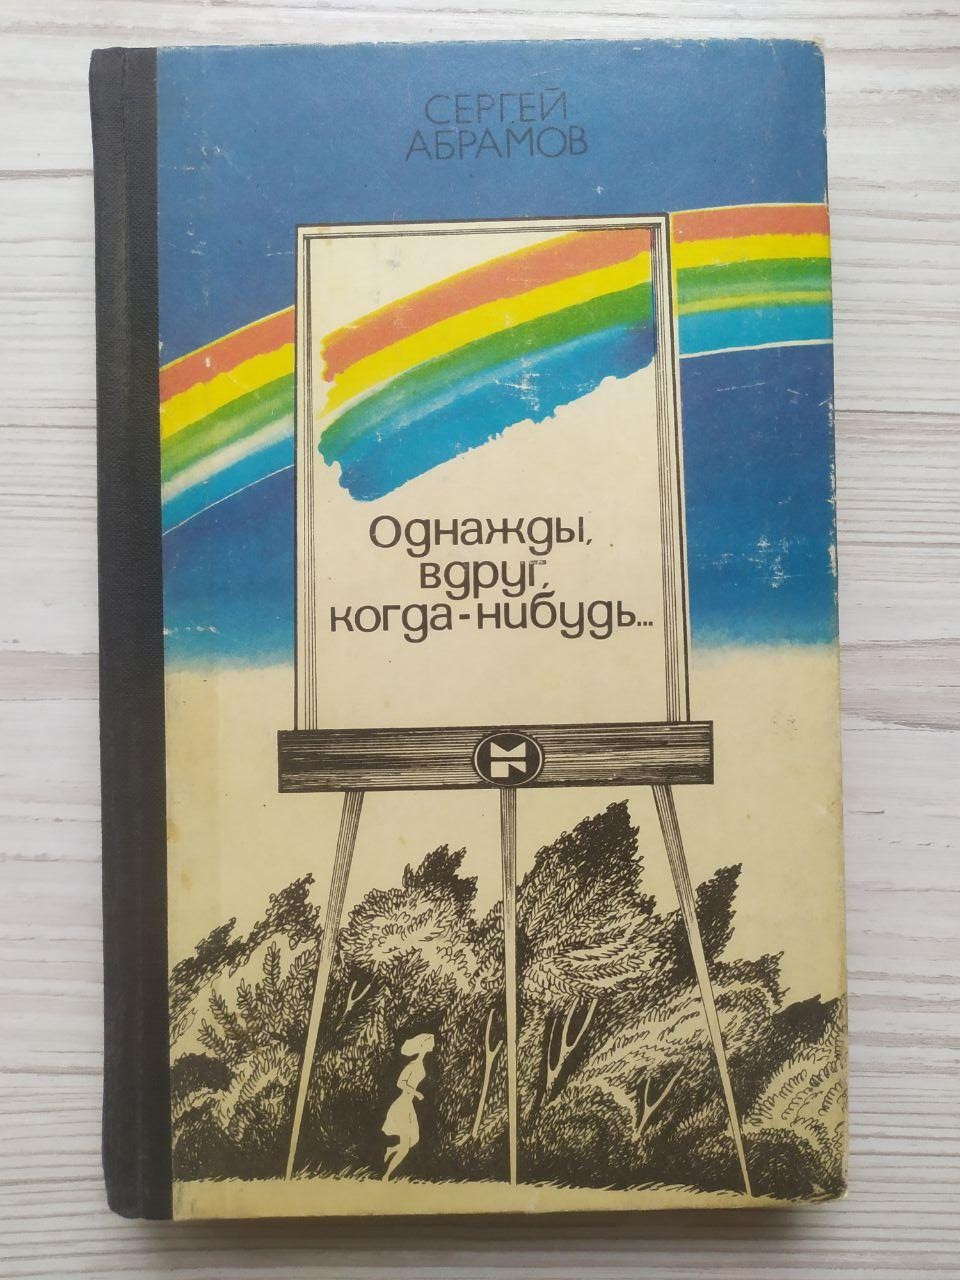 СЕРГЕЙ
АБРАМОВ
Однажды,
вдруг,
когда-нибудь...